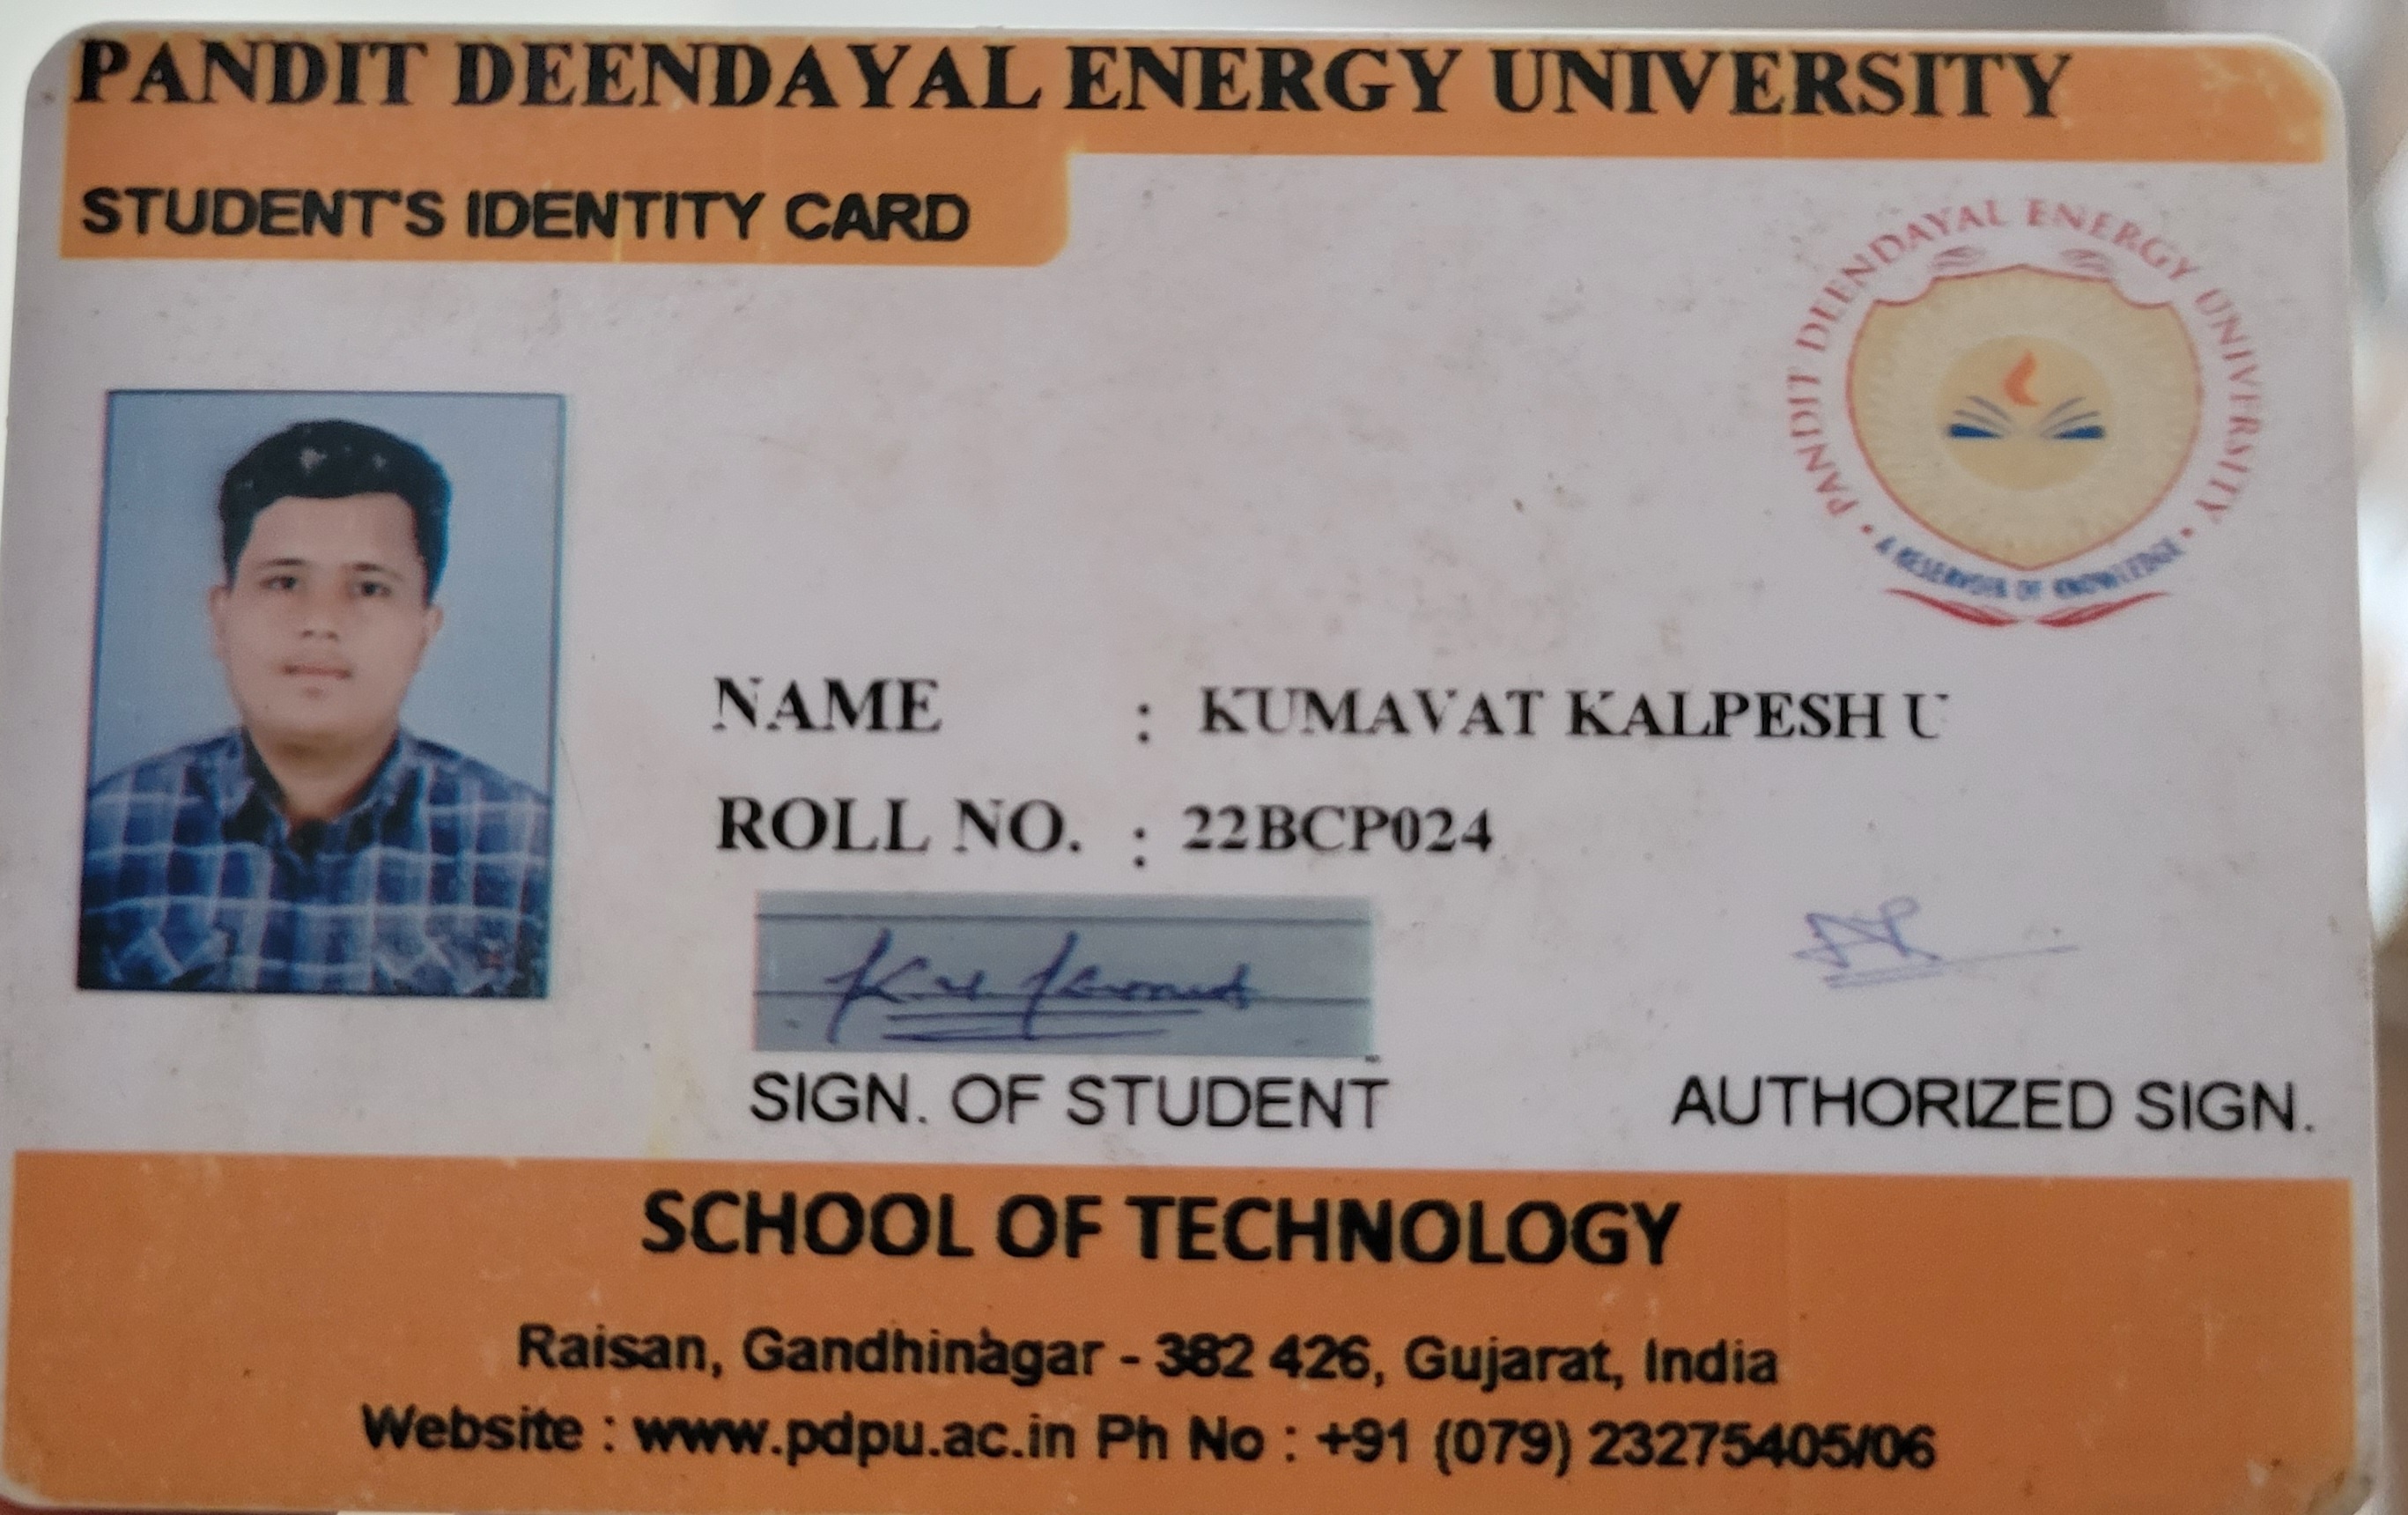 PANDIT DEENDAYAL ENERGY UNIVERSITY
STUDENT'S IDENTITY CARD
PANDIT DEENDAYAL ENERGY UNIVERSITY
A RESERVOIR OF KNOWLEDGE
NAME : KUMAVAT KALPESH U
ROLL NO. : 22BCP024
SIGN. OF STUDENT
AUTHORIZED SIGN.
SCHOOL OF TECHNOLOGY
Raisan, Gandhinagar - 382 426, Gujarat, India
Website : www.pdpu.ac.in Ph No : +91 (079) 23275405/06